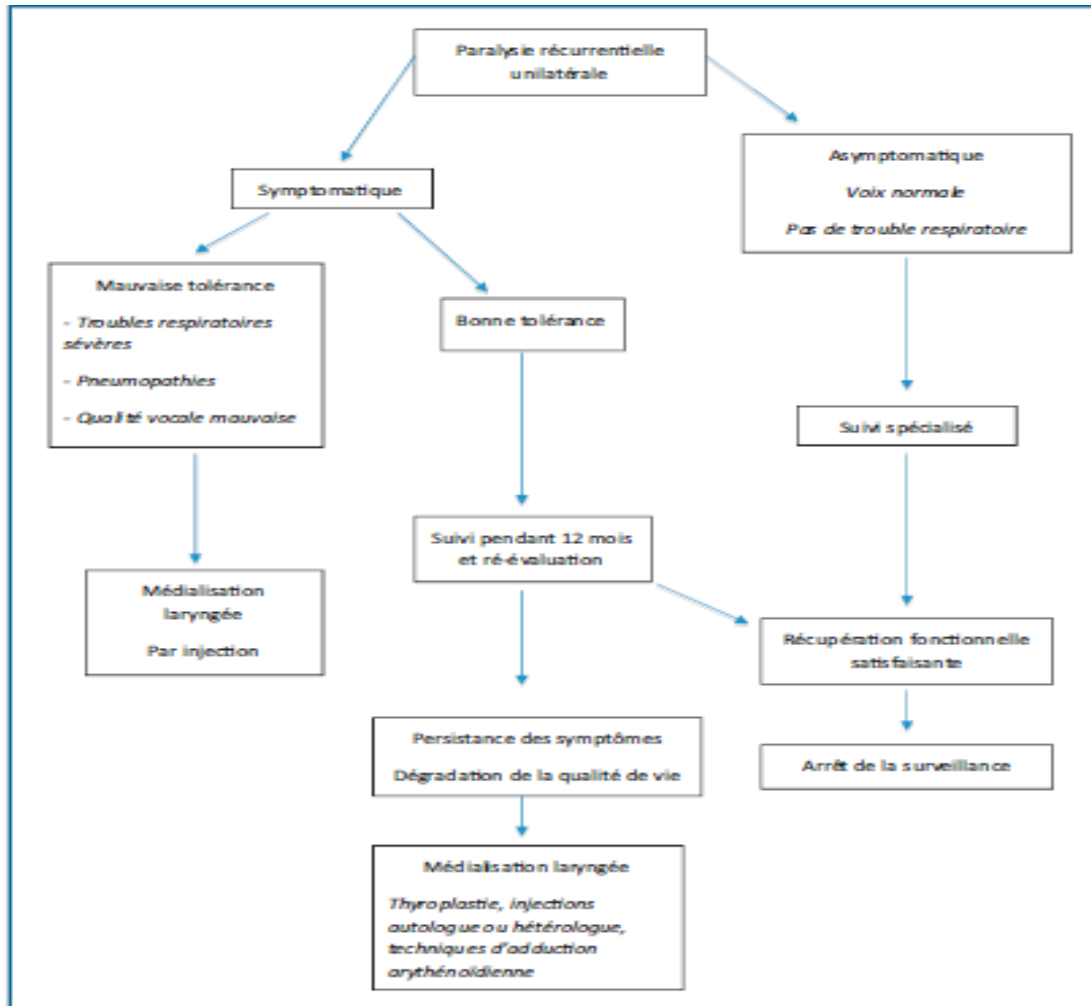 Paralysie récurrentielle
unilatérale
Symptomatique
Asymptomatique
Voix normale
Pas de trouble respiratoire
Mauvaise tolérance
- Troubles respiratoires
sévères
- Pneumopathies
- Qualité vocale mauvaise
Bonne tolérance
Suivi spécialisé
Suivi pendant 12 mois
et ré-évaluation
Médialisation
laryngée
Par injection
Récupération fonctionnelle
satisfaisante
Persistance des symptômes
Dégradation de la qualité de vie
Arrêt de la surveillance
Médialisation laryngée
Thyroplastie, injections
autologue ou hétérologue,
techniques d'adduction
arythénoïdienne